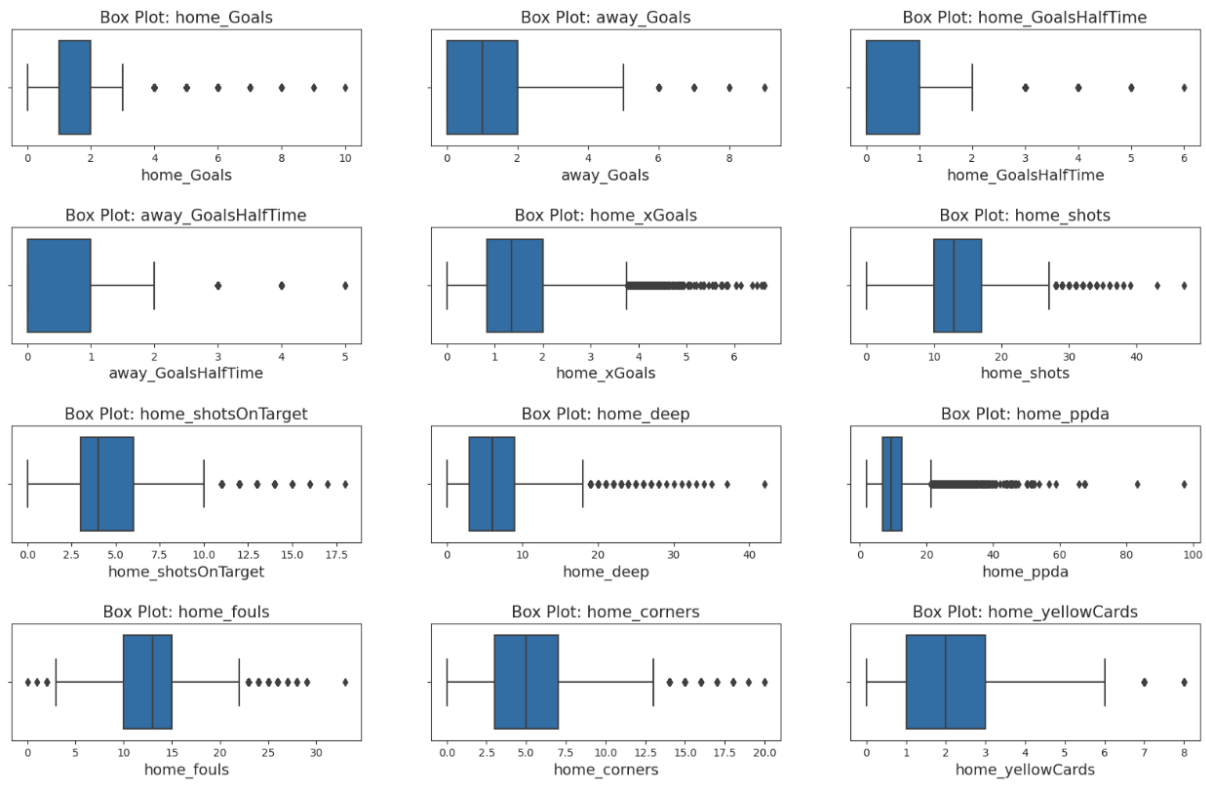 Box Plot: home_Goals
Box Plot: away_Goals
Box Plot: home_GoalsHalfTime
0 2 4 6 8 10
0 2 4 6 8
0 1 2 3 4 5 6
home_Goals
away_Goals
home_GoalsHalfTime
Box Plot: away_GoalsHalfTime
Box Plot: home_xGoals
Box Plot: home_shots
0 1 2 3 4 5
0 1 2 3 4 5 6
0 10 20 30 40
away_GoalsHalfTime
home_xGoals
home_shots
Box Plot: home_shotsOnTarget
Box Plot: home_deep
Box Plot: home_ppda
0.0 2.5 5.0 7.5 10.0 12.5 15.0 17.5
0 10 20 30 40
0 20 40 60 80 100
home_shotsOnTarget
home_deep
home_ppda
Box Plot: home_fouls
Box Plot: home_corners
Box Plot: home_yellowCards
0 5 10 15 20 25 30
0.0 2.5 5.0 7.5 10.0 12.5 15.0 17.5 20.0
0 1 2 3 4 5 6 7 8
home_fouls
home_corners
home_yellowCards